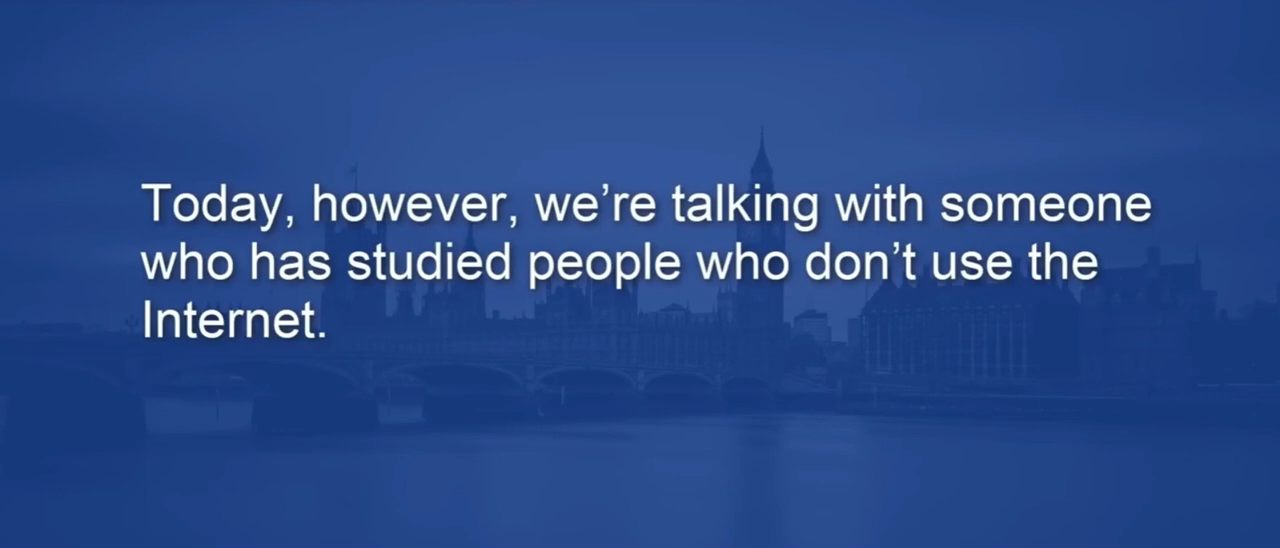 Today, however, we’re talking with someone
who has studied people who don’t use the
Internet.